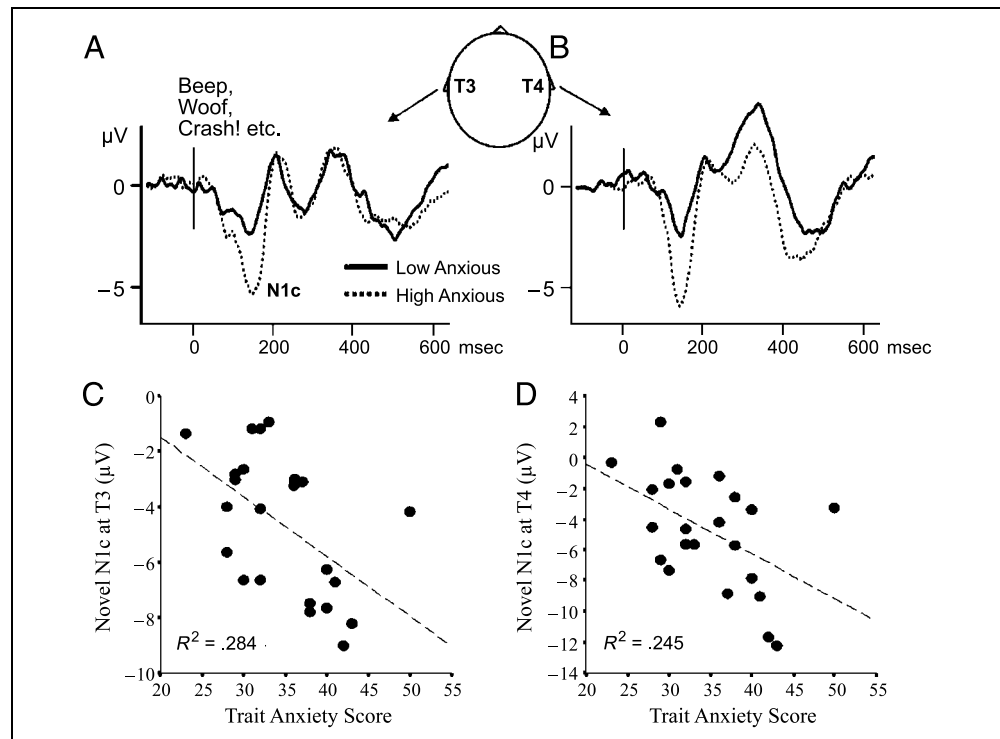 A
B
T3
T4
Beep,
Woof,
Crash! etc.
μV
0
−5
N1c
Low Anxious
High Anxious
0 200 400 600 msec
μV
0
−5
0 200 400 600 msec
C
0
−2
−4
−6
−8
−10
Novel N1c at T3 (μV)
R² = .284
20 25 30 35 40 45 50 55
Trait Anxiety Score
D
4
2
0
−2
−4
−6
−8
−10
−12
−14
Novel N1c at T4 (μV)
R² = .245
20 25 30 35 40 45 50 55
Trait Anxiety Score